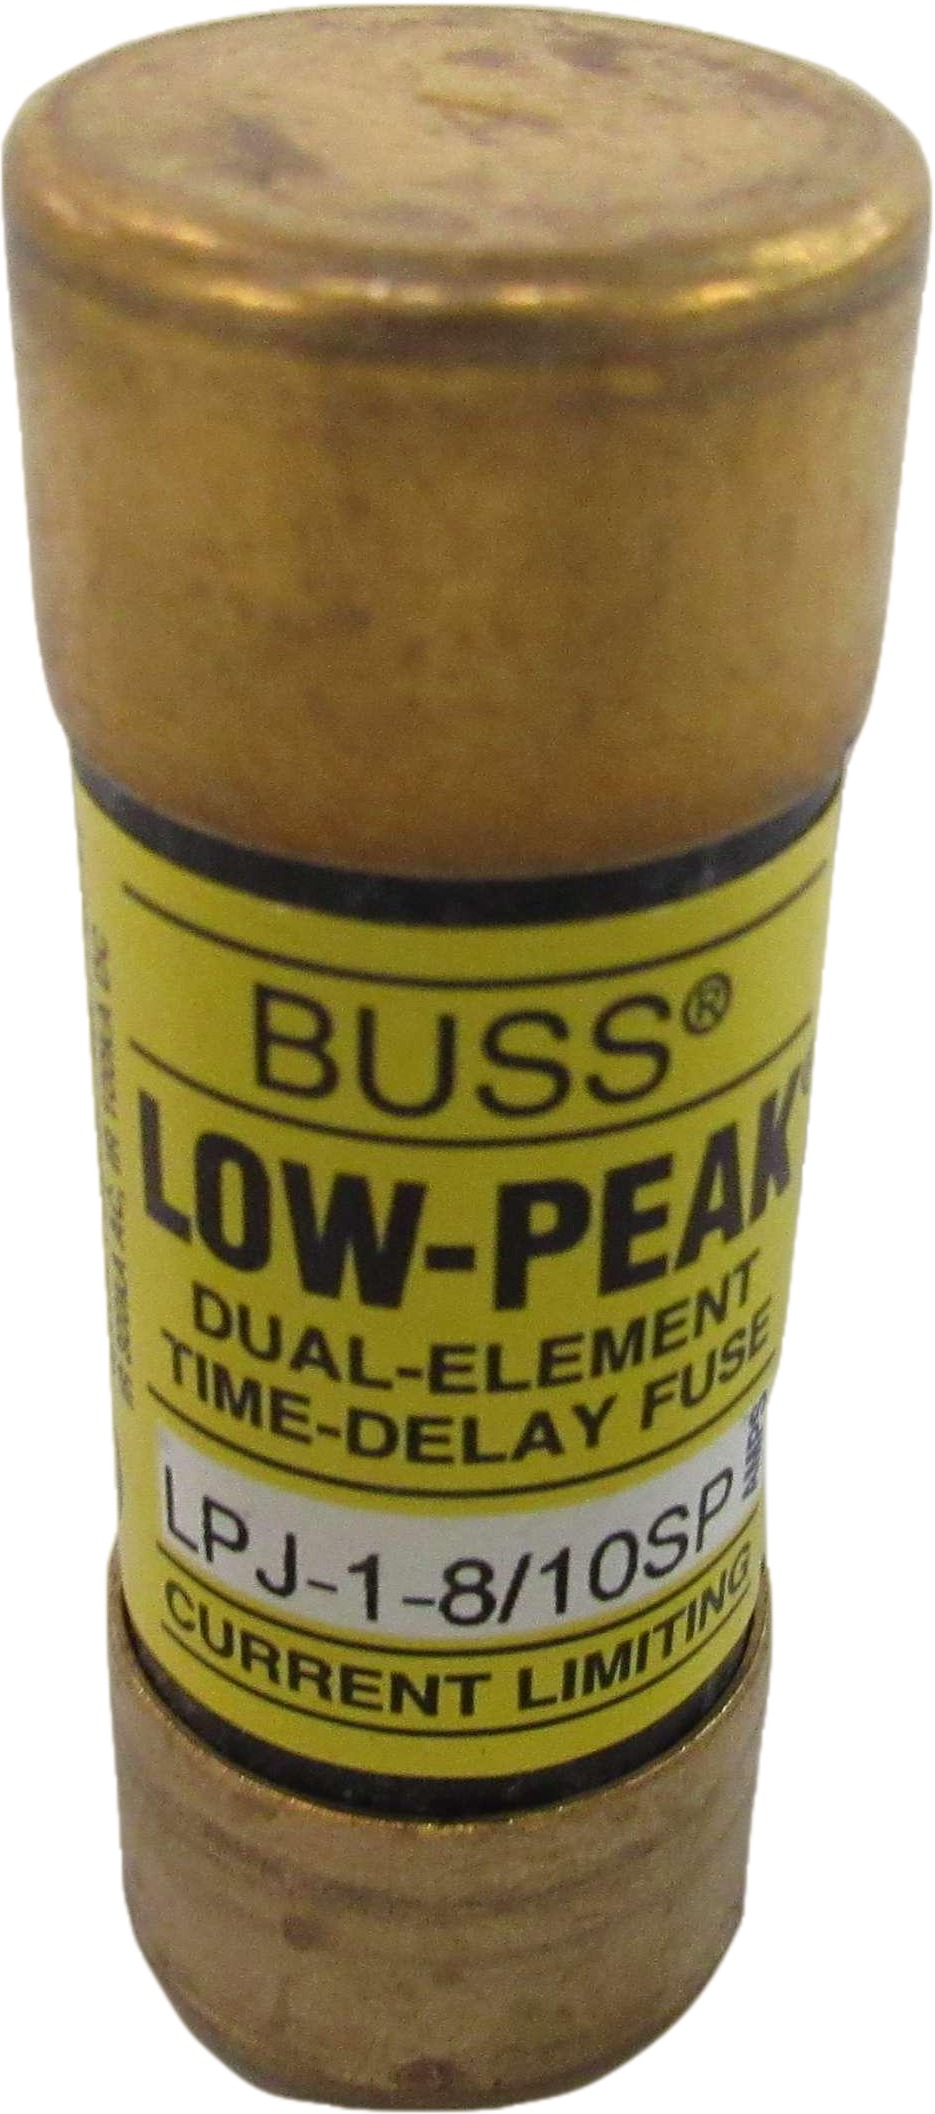 BUSS®
LOW-PEAK
DUAL-ELEMENT
TIME-DELAY FUSE
LPJ-1-8/10SP
CURRENT LIMITING